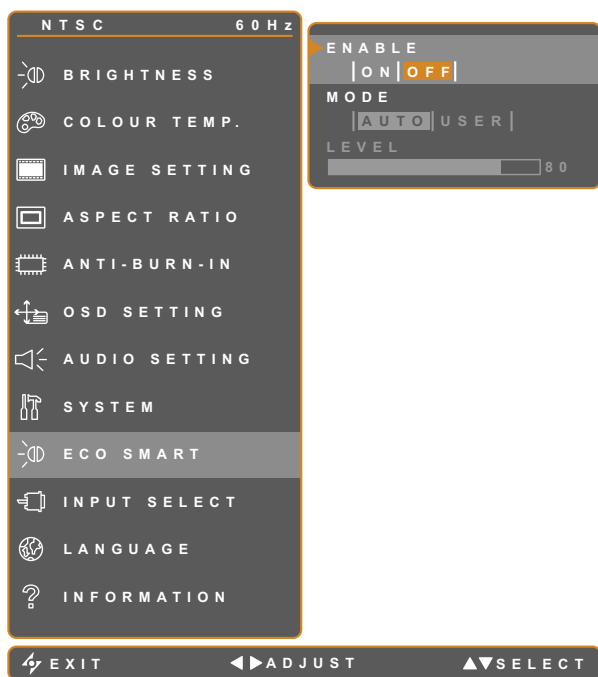 NTSC 60Hz
BRIGHTNESS
COLOUR TEMP.
IMAGE SETTING
ASPECT RATIO
ANTI-BURN-IN
OSD SETTING
AUDIO SETTING
SYSTEM
ECO SMART
INPUT SELECT
LANGUAGE
INFORMATION
ENABLE
ON OFF
MODE
AUTO USER
LEVEL
80
EXIT ADJUST SELECT